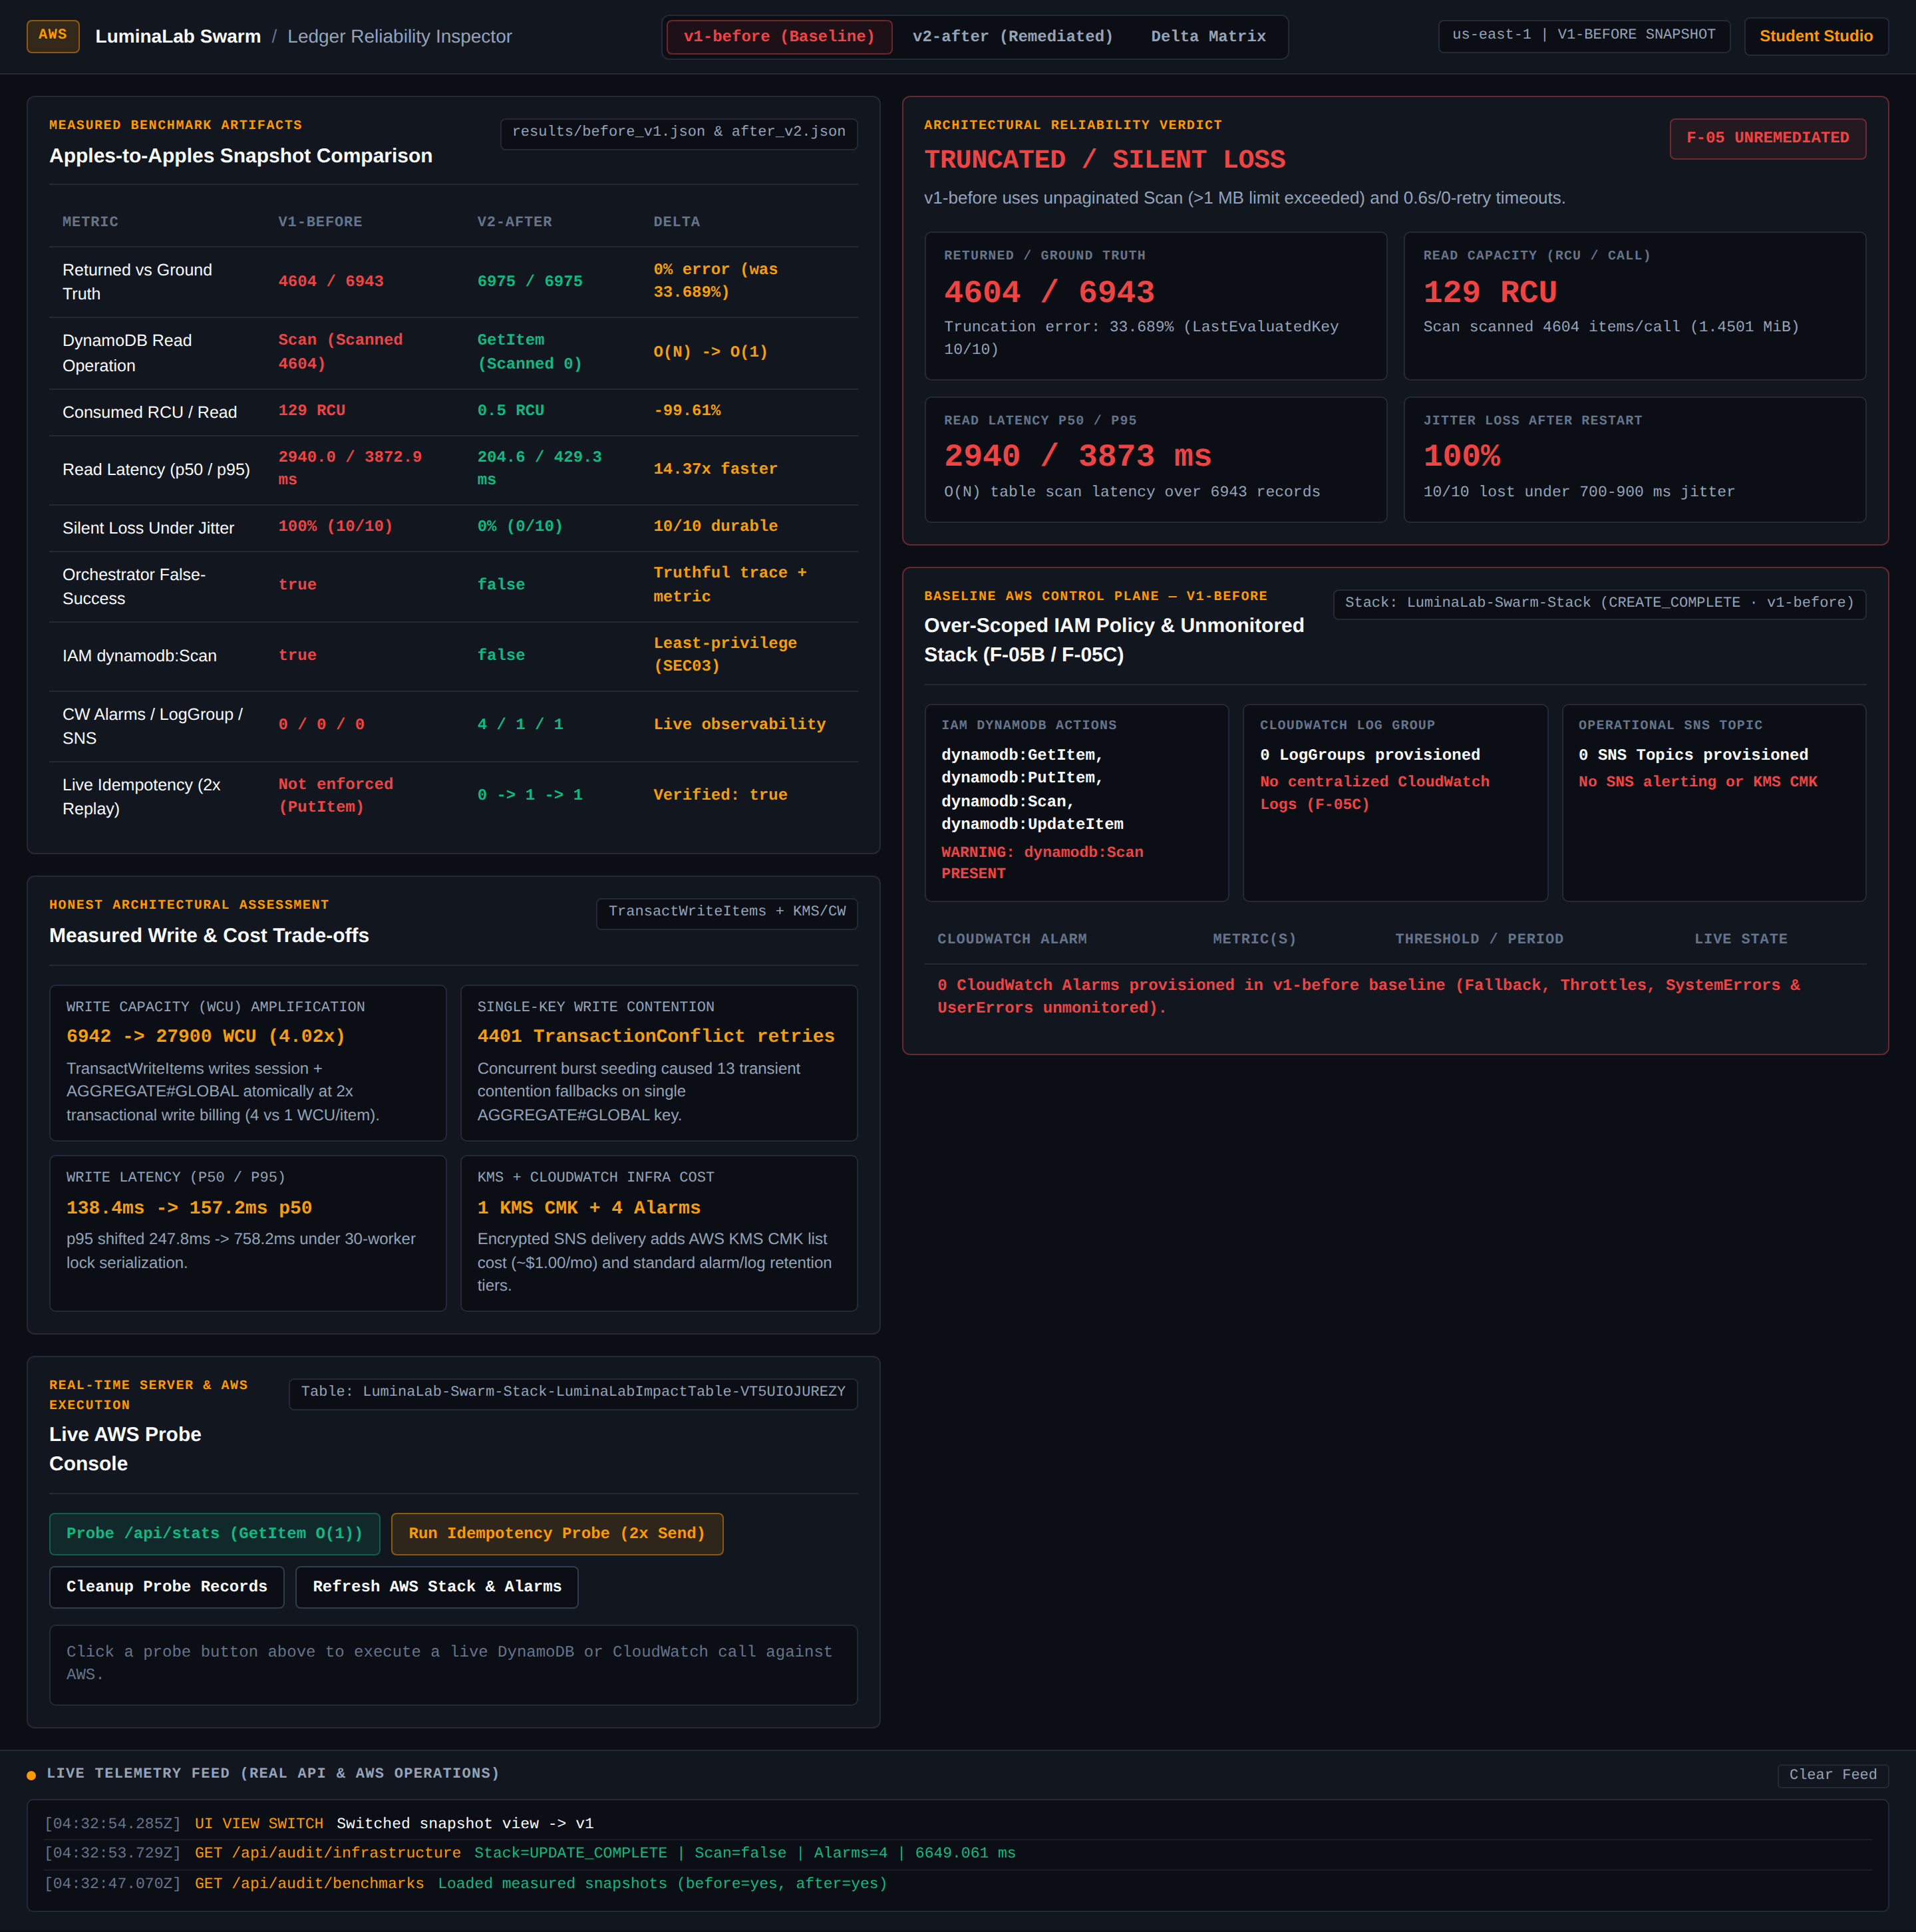 AWS
LuminaLab Swarm / Ledger Reliability Inspector
v1-before (Baseline)
v2-after (Remediated)
Delta Matrix
us-east-1 | V1-BEFORE SNAPSHOT
Student Studio
MEASURED BENCHMARK ARTIFACTS
Apples-to-Apples Snapshot Comparison
results/before_v1.json & after_v2.json
METRIC V1-BEFORE V2-AFTER DELTA
Returned vs Ground
Truth
4604 / 6943
6975 / 6975
0% error (was
33.689%)
DynamoDB Read
Operation
Scan (Scanned
4604)
GetItem
(Scanned 0)
O(N) -> O(1)
Consumed RCU / Read
129 RCU
0.5 RCU
-99.61%
Read Latency (p50 / p95)
2940.0 / 3872.9
ms
204.6 / 429.3
ms
14.37x faster
Silent Loss Under Jitter
100% (10/10)
0% (0/10)
10/10 durable
Orchestrator False-
Success
true
false
Truthful trace +
metric
IAM dynamodb:Scan
true
false
Least-privilege
(SEC03)
CW Alarms / LogGroup /
SNS
0 / 0 / 0
4 / 1 / 1
Live observability
Live Idempotency (2x
Replay)
Not enforced
(PutItem)
0 -> 1 -> 1
Verified: true
HONEST ARCHITECTURAL ASSESSMENT
Measured Write & Cost Trade-offs
TransactWriteItems + KMS/CW
WRITE CAPACITY (WCU) AMPLIFICATION
6942 -> 27900 WCU (4.02x)
TransactWriteItems writes session +
AGGREGATE#GLOBAL atomically at 2x
transactional write billing (4 vs 1 WCU/item).
SINGLE-KEY WRITE CONTENTION
4401 TransactionConflict retries
Concurrent burst seeding caused 13 transient
contention fallbacks on single
AGGREGATE#GLOBAL key.
WRITE LATENCY (P50 / P95)
138.4ms -> 157.2ms p50
p95 shifted 247.8ms -> 758.2ms under 30-worker
lock serialization.
KMS + CLOUDWATCH INFRA COST
1 KMS CMK + 4 Alarms
Encrypted SNS delivery adds AWS KMS CMK list
cost (~$1.00/mo) and standard alarm/log retention
tiers.
REAL-TIME SERVER & AWS
EXECUTION
Live AWS Probe
Console
Table: LuminaLab-Swarm-Stack-LuminaLabImpactTable-VT5UIOJUREZY
Probe /api/stats (GetItem O(1))
Run Idempotency Probe (2x Send)
Cleanup Probe Records
Refresh AWS Stack & Alarms
Click a probe button above to execute a live DynamoDB or CloudWatch call against
AWS.
ARCHITECTURAL RELIABILITY VERDICT
TRUNCATED / SILENT LOSS
F-05 UNREMEDIATED
v1-before uses unpaginated Scan (>1 MB limit exceeded) and 0.6s/0-retry timeouts.
RETURNED / GROUND TRUTH
4604 / 6943
Truncation error: 33.689% (LastEvaluatedKey
10/10)
READ CAPACITY (RCU / CALL)
129 RCU
Scan scanned 4604 items/call (1.4501 MiB)
READ LATENCY P50 / P95
2940 / 3873 ms
O(N) table scan latency over 6943 records
JITTER LOSS AFTER RESTART
100%
10/10 lost under 700-900 ms jitter
BASELINE AWS CONTROL PLANE — V1-BEFORE
Over-Scoped IAM Policy & Unmonitored
Stack (F-05B / F-05C)
Stack: LuminaLab-Swarm-Stack (CREATE_COMPLETE · v1-before)
IAM DYNAMODB ACTIONS
dynamodb:GetItem,
dynamodb:PutItem,
dynamodb:Scan,
dynamodb:UpdateItem
WARNING: dynamodb:Scan
PRESENT
CLOUDWATCH LOG GROUP
0 LogGroups provisioned
No centralized CloudWatch
Logs (F-05C)
OPERATIONAL SNS TOPIC
0 SNS Topics provisioned
No SNS alerting or KMS CMK
CLOUDWATCH ALARM METRIC(S) THRESHOLD / PERIOD LIVE STATE
0 CloudWatch Alarms provisioned in v1-before baseline (Fallback, Throttles, SystemErrors &
UserErrors unmonitored).
LIVE TELEMETRY FEED (REAL API & AWS OPERATIONS)
Clear Feed
[04:32:54.285Z] UI VIEW SWITCH Switched snapshot view -> v1
[04:32:53.729Z] GET /api/audit/infrastructure Stack=UPDATE_COMPLETE | Scan=false | Alarms=4 | 6649.061 ms
[04:32:47.070Z] GET /api/audit/benchmarks Loaded measured snapshots (before=yes, after=yes)